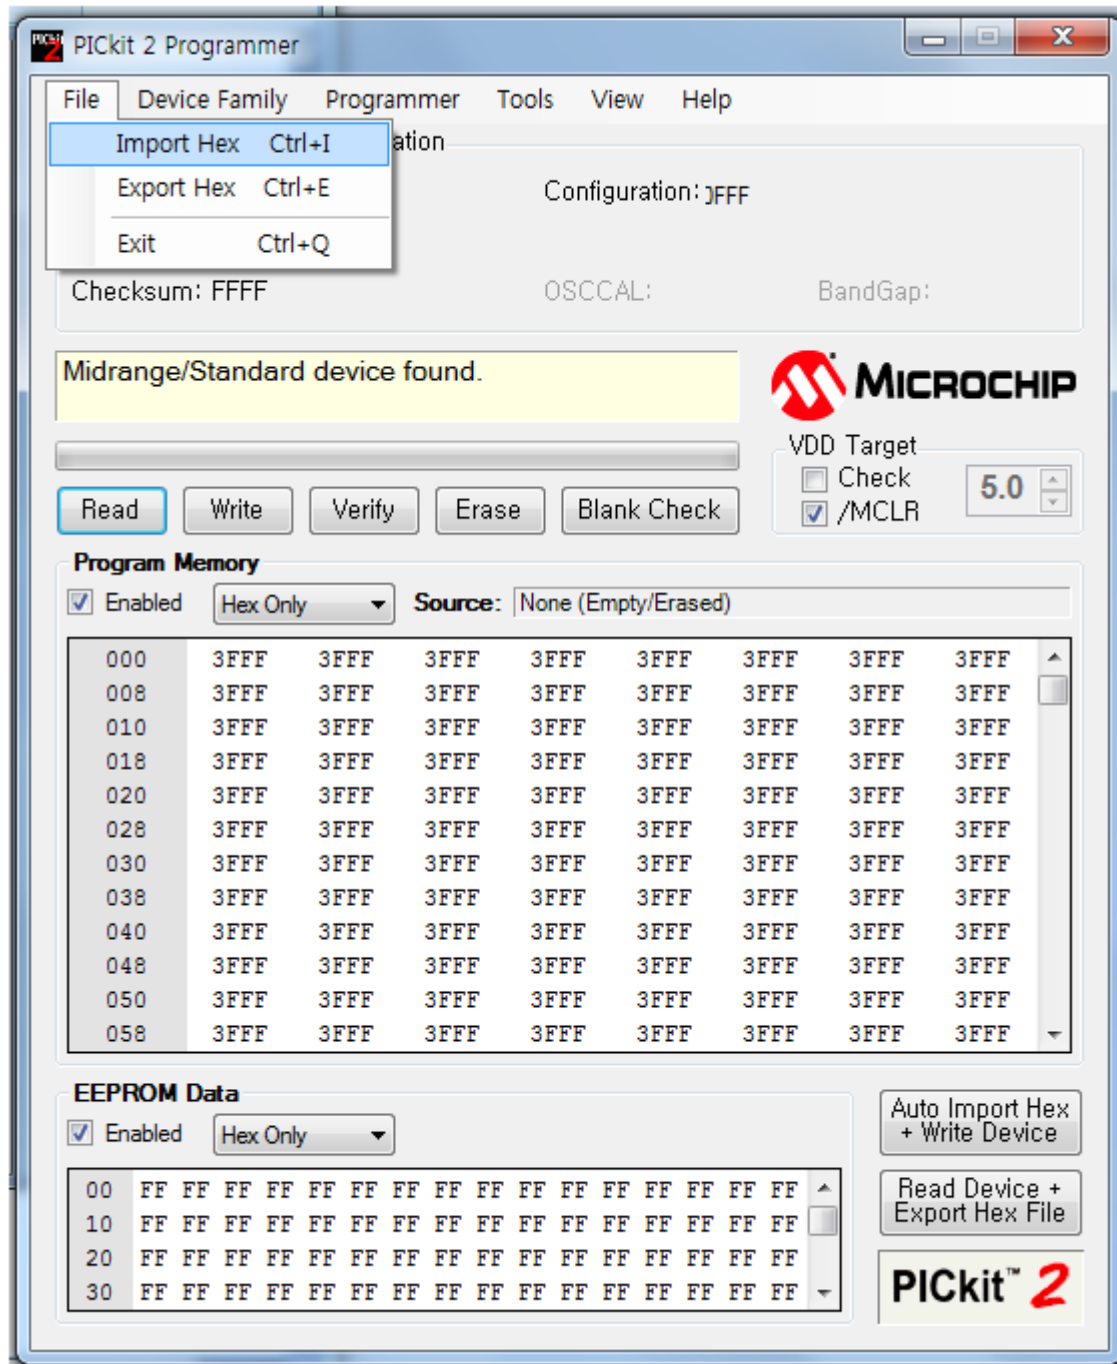 PICkit 2 Programmer
File Device Family Programmer Tools View Help
Import Hex Ctrl+I
Export Hex Ctrl+E
Exit Ctrl+Q
ation
Configuration: 0FFF
Checksum: FFFF OSCCAL: BandGap:
Midrange/Standard device found.
MICROCHIP
VDD Target
Check
/MCLR
5.0
Read Write Verify Erase Blank Check
Program Memory
Enabled Hex Only Source: None (Empty/Erased)
000 3FFF 3FFF 3FFF 3FFF 3FFF 3FFF 3FFF 3FFF
008 3FFF 3FFF 3FFF 3FFF 3FFF 3FFF 3FFF 3FFF
010 3FFF 3FFF 3FFF 3FFF 3FFF 3FFF 3FFF 3FFF
018 3FFF 3FFF 3FFF 3FFF 3FFF 3FFF 3FFF 3FFF
020 3FFF 3FFF 3FFF 3FFF 3FFF 3FFF 3FFF 3FFF
028 3FFF 3FFF 3FFF 3FFF 3FFF 3FFF 3FFF 3FFF
030 3FFF 3FFF 3FFF 3FFF 3FFF 3FFF 3FFF 3FFF
038 3FFF 3FFF 3FFF 3FFF 3FFF 3FFF 3FFF 3FFF
040 3FFF 3FFF 3FFF 3FFF 3FFF 3FFF 3FFF 3FFF
048 3FFF 3FFF 3FFF 3FFF 3FFF 3FFF 3FFF 3FFF
050 3FFF 3FFF 3FFF 3FFF 3FFF 3FFF 3FFF 3FFF
058 3FFF 3FFF 3FFF 3FFF 3FFF 3FFF 3FFF 3FFF
EEPROM Data
Enabled Hex Only
00 FF FF FF FF FF FF FF FF FF FF FF FF FF FF FF FF
10 FF FF FF FF FF FF FF FF FF FF FF FF FF FF FF FF
20 FF FF FF FF FF FF FF FF FF FF FF FF FF FF FF FF
30 FF FF FF FF FF FF FF FF FF FF FF FF FF FF FF FF
Auto Import Hex
+ Write Device
Read Device +
Export Hex File
PICkit™ 2